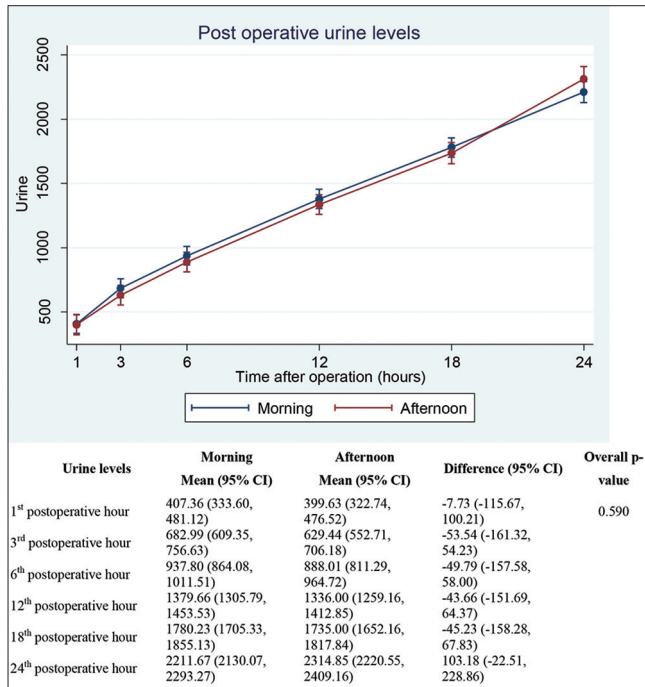 Post operative urine levels
2500
2000
1500
1000
500
Urine
1 3 6 12 18 24
Time after operation (hours)
Morning Afternoon
Urine levels
Morning
Mean (95% CI)
Afternoon
Mean (95% CI)
Difference (95% CI)
Overall p-
value
1st postoperative hour
407.36 (333.60,
481.12)
399.63 (322.74,
476.52)
-7.73 (-115.67,
100.21)
0.590
3rd postoperative hour
682.99 (609.35,
756.63)
629.44 (552.71,
706.18)
-53.54 (-161.32,
54.23)
6th postoperative hour
937.80 (864.08,
1011.51)
888.01 (811.29,
964.72)
-49.79 (-157.58,
58.00)
12th postoperative hour
1379.66 (1305.79,
1453.53)
1336.00 (1259.16,
1412.85)
-43.66 (-151.69,
64.37)
18th postoperative hour
1780.23 (1705.33,
1855.13)
1735.00 (1652.16,
1817.84)
-45.23 (-158.28,
67.83)
24th postoperative hour
2211.67 (2130.07,
2293.27)
2314.85 (2220.55,
2409.16)
103.18 (-22.51,
228.86)